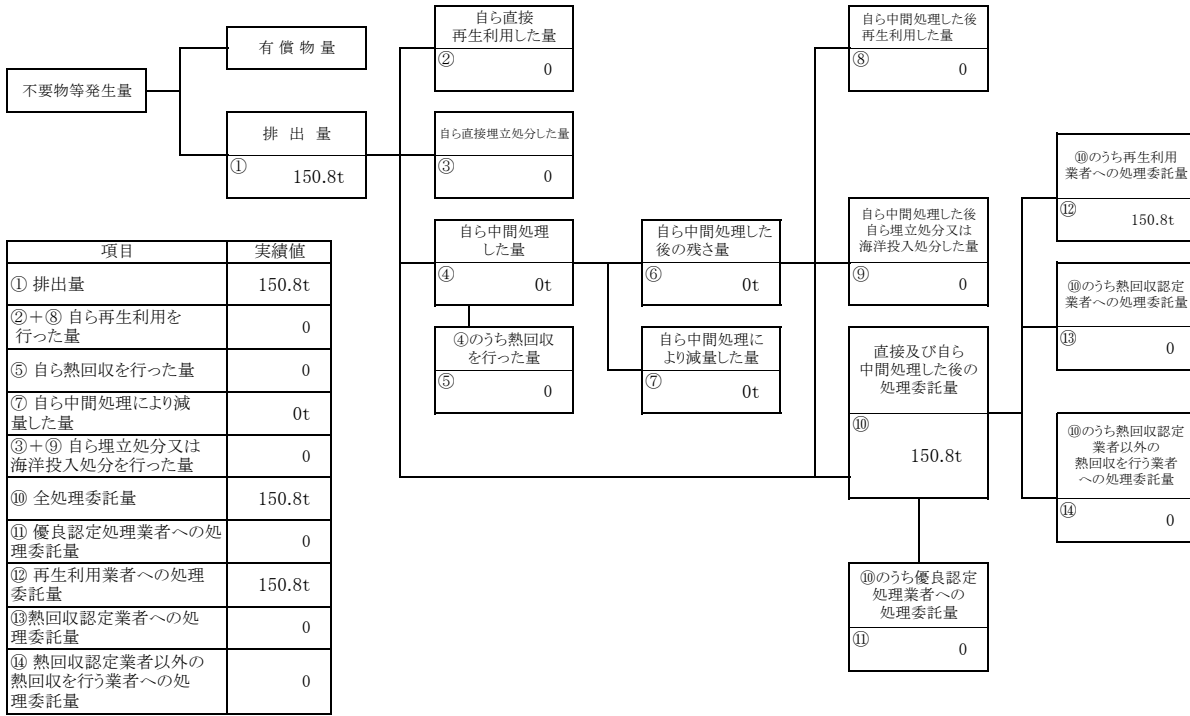 不要物等発生量
有 償 物 量
排 出 量
①
150.8t
自ら直接
再生利用した量
②
0
自ら直接埋立処分した量
③
0
自ら中間処理
した量
④
0t
④のうち熱回収
を行った量
⑤
0
自ら中間処理した
後の残さ量
⑥
0t
自ら中間処理に
より減量した量
⑦
0t
自ら中間処理した後
再生利用した量
⑧
0
自ら中間処理した後
自ら埋立処分又は
海洋投入処分した量
⑨
0
直接及び自ら
中間処理した後の
処理委託量
⑩
150.8t
⑩のうち優良認定
処理業者への
処理委託量
⑪
0
⑩のうち再生利用
業者への処理委託量
⑫
150.8t
⑩のうち熱回収認定
業者への処理委託量
⑬
0
⑩のうち熱回収認定
業者以外の
熱回収を行う業者
への処理委託量
⑭
0
項目 実績値
① 排出量 150.8t
②+⑧ 自ら再生利用を
行った量 0
⑤ 自ら熱回収を行った量 0
⑦ 自ら中間処理により減
量した量 0t
③+⑨ 自ら埋立処分又は
海洋投入処分を行った量 0
⑩ 全処理委託量 150.8t
⑪ 優良認定処理業者への処
理委託量 0
⑫ 再生利用業者への処理
委託量 150.8t
⑬熱回収認定業者への処
理委託量 0
⑭ 熱回収認定業者以外の
熱回収を行う業者への処
理委託量 0